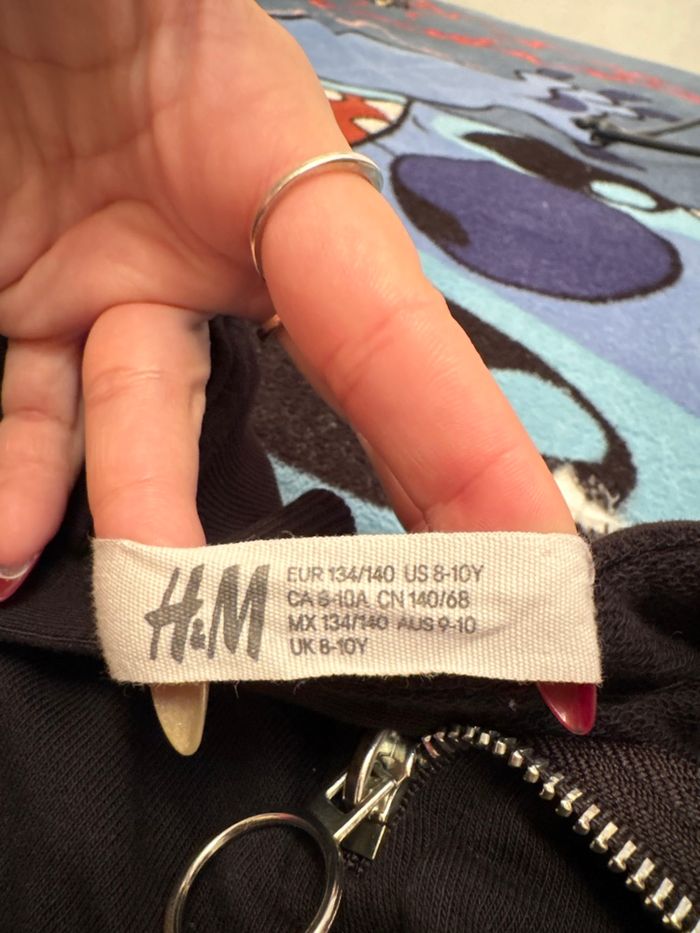 H&M
EUR 134/140 US 8-10Y
CA 8-10A CN 140/68
MX 134/140 AUS 9-10
UK 8-10Y